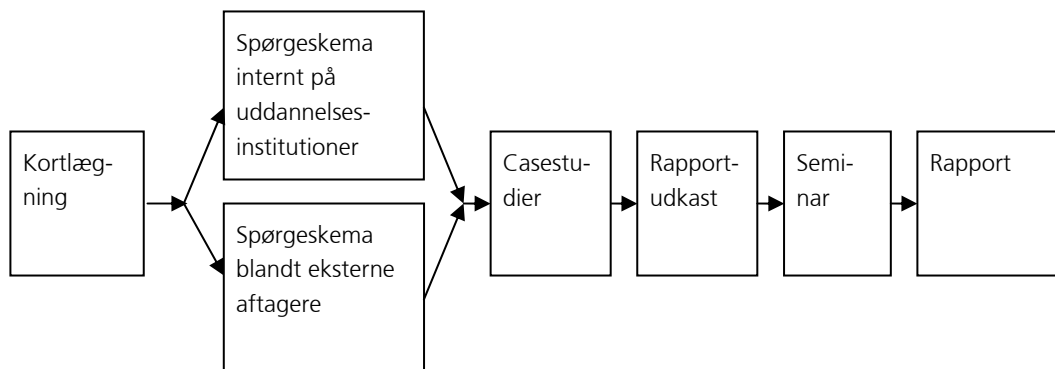 Kortlæg-
ning
Spørgeskema
internt på
uddannelses-
institutioner
Spørgeskema
blandt eksterne
aftagere
Casestu-
dier
Rapport-
udkast
Semi-
nar
Rapport